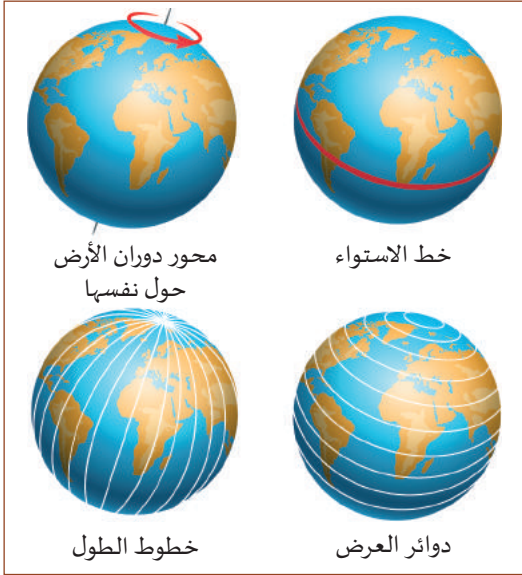 خط الاستواء
محور دوران الأرض
حول نفسها
دوائر العرض
خطوط الطول